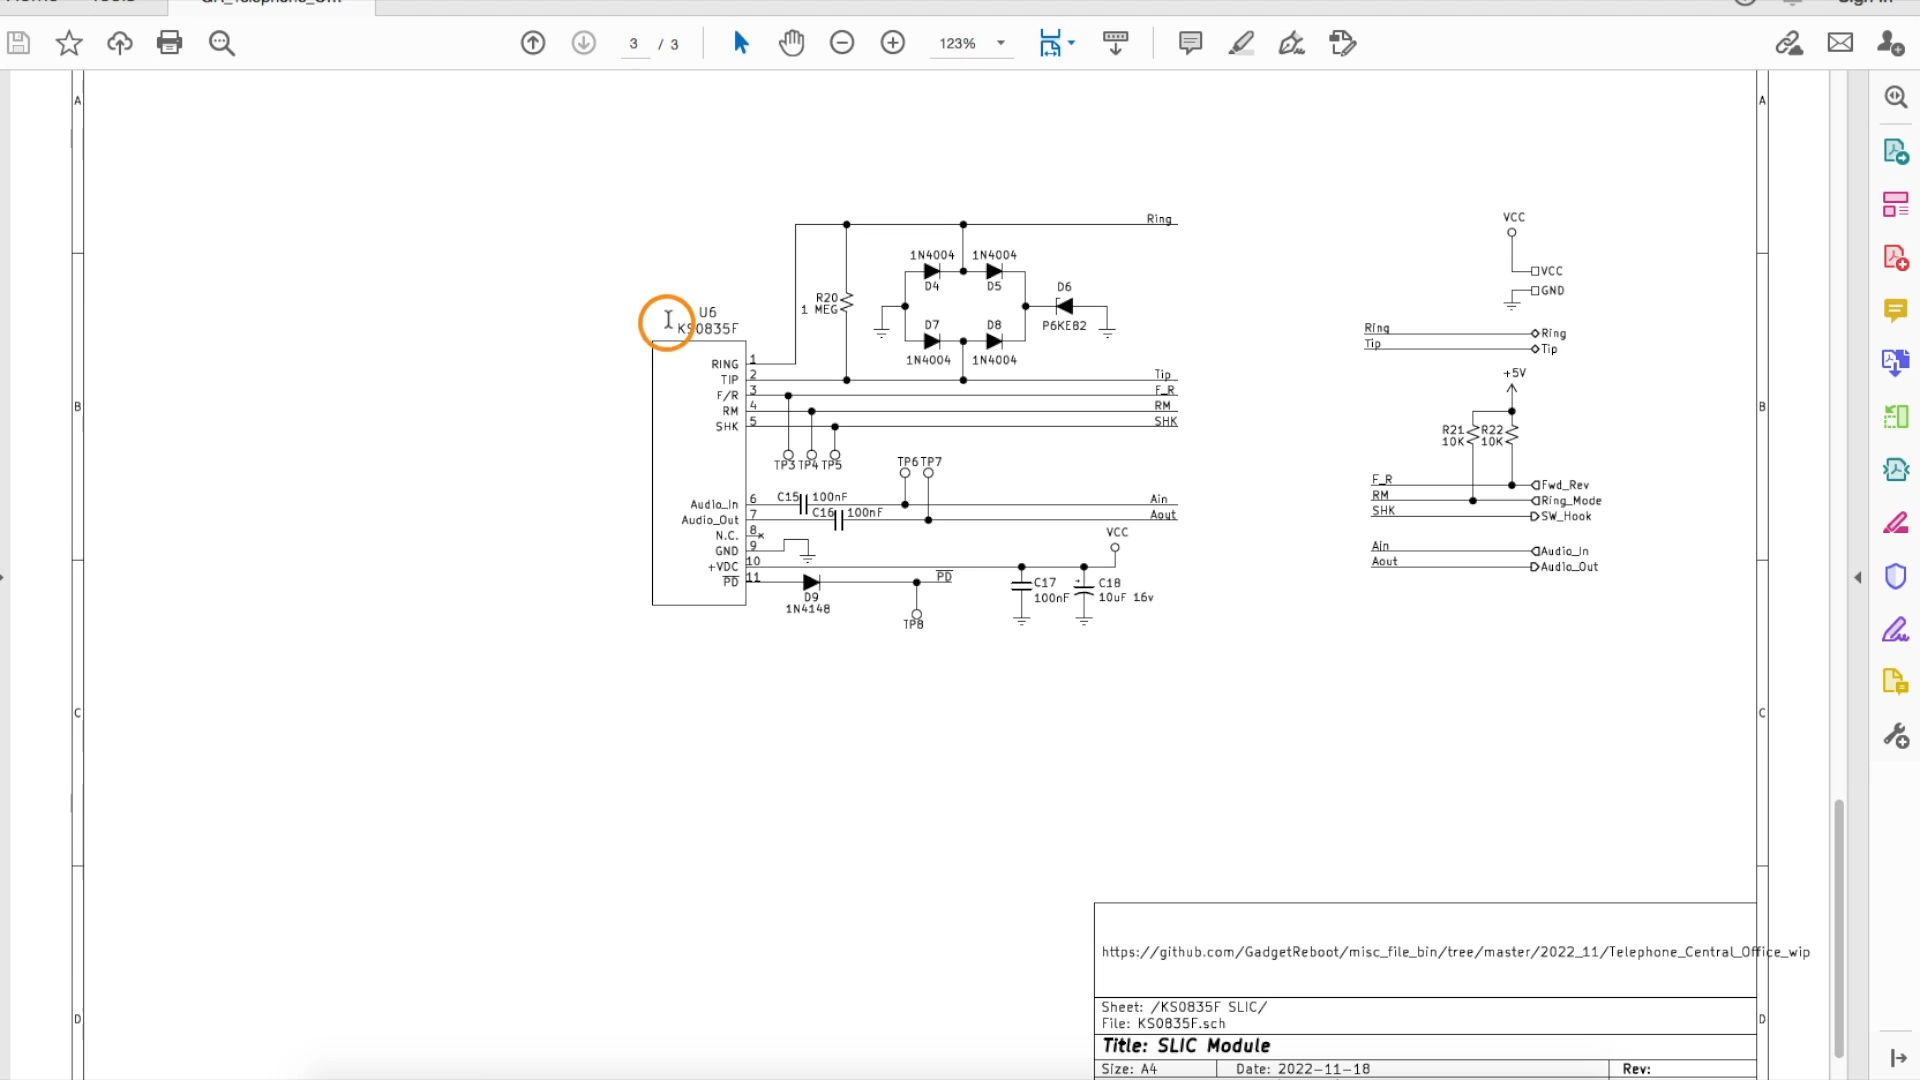 3 / 3
123%
A
A
Ring
VCC
1N4004 1N4004
D4 D5
VCC
GND
D6
R20
1 MEG
U6
KS0835F
D7 D8
P6KE82
1N4004 1N4004
Ring Ring
Tip Tip
RING 1
TIP 2 Tip
F/R 3 F_R
RM 4 RM
SHK 5 SHK
+5V
B
B
R21 R22
10K 10K
TP3 TP4 TP5
TP6 TP7
F_R Fwd_Rev
RM Ring_Mode
SHK SW_Hook
Audio_In 6 C15 100nF Ain
Audio_Out 7 C16 100nF Aout
N.C. 8
GND 9
+VDC 10
PD 11
VCC
Ain Audio_In
Aout Audio_Out
PD
D9
1N4148
TP8
C17
100nF
C18
10uF 16v
C
C
https://github.com/GadgetReboot/misc_file_bin/tree/master/2022_11/Telephone_Central_Office_wip
Sheet: /KS0835F SLIC/
File: KS0835F.sch
D
D
Title: SLIC Module
Size: A4 Date: 2022-11-18 Rev: